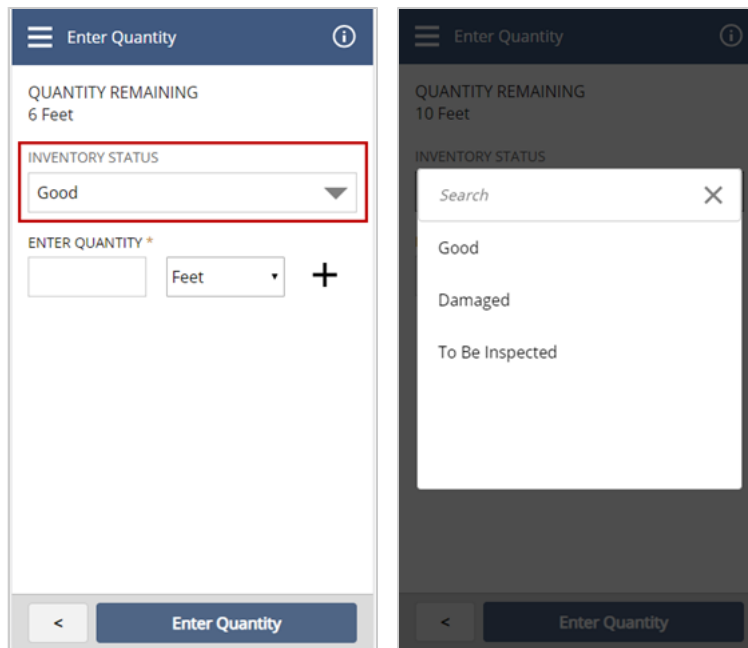 Enter Quantity
QUANTITY REMAINING
6 Feet
INVENTORY STATUS
Good
ENTER QUANTITY *
Feet
<
Enter Quantity
Enter Quantity
QUANTITY REMAINING
10 Feet
INVENTORY STATUS
Search
Good
Damaged
To Be Inspected
<
Enter Quantity